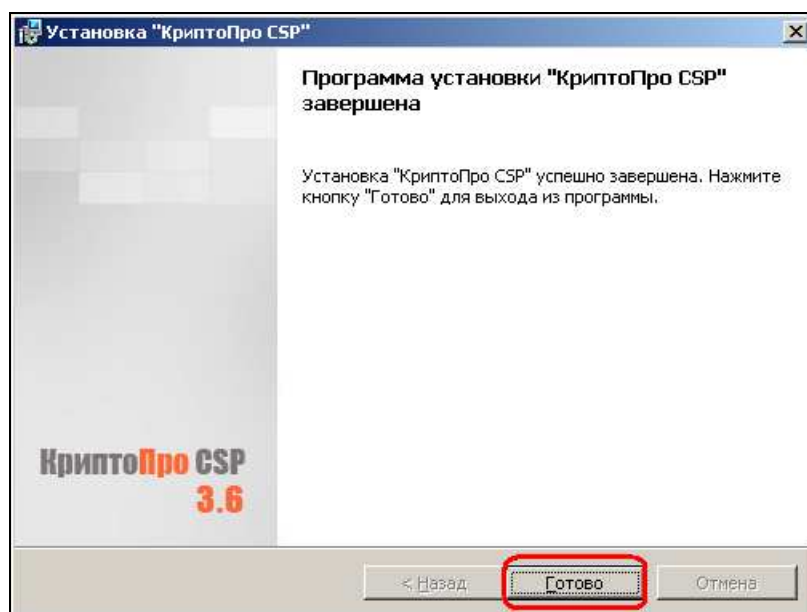 Установка "КриптоПро CSP"
Программа установки "КриптоПро CSP"
завершена
Установка "КриптоПро CSP" успешно завершена. Нажмите
кнопку "Готово" для выхода из программы.
КриптоПро CSP
3.6
< Назад
Готово
Отмена